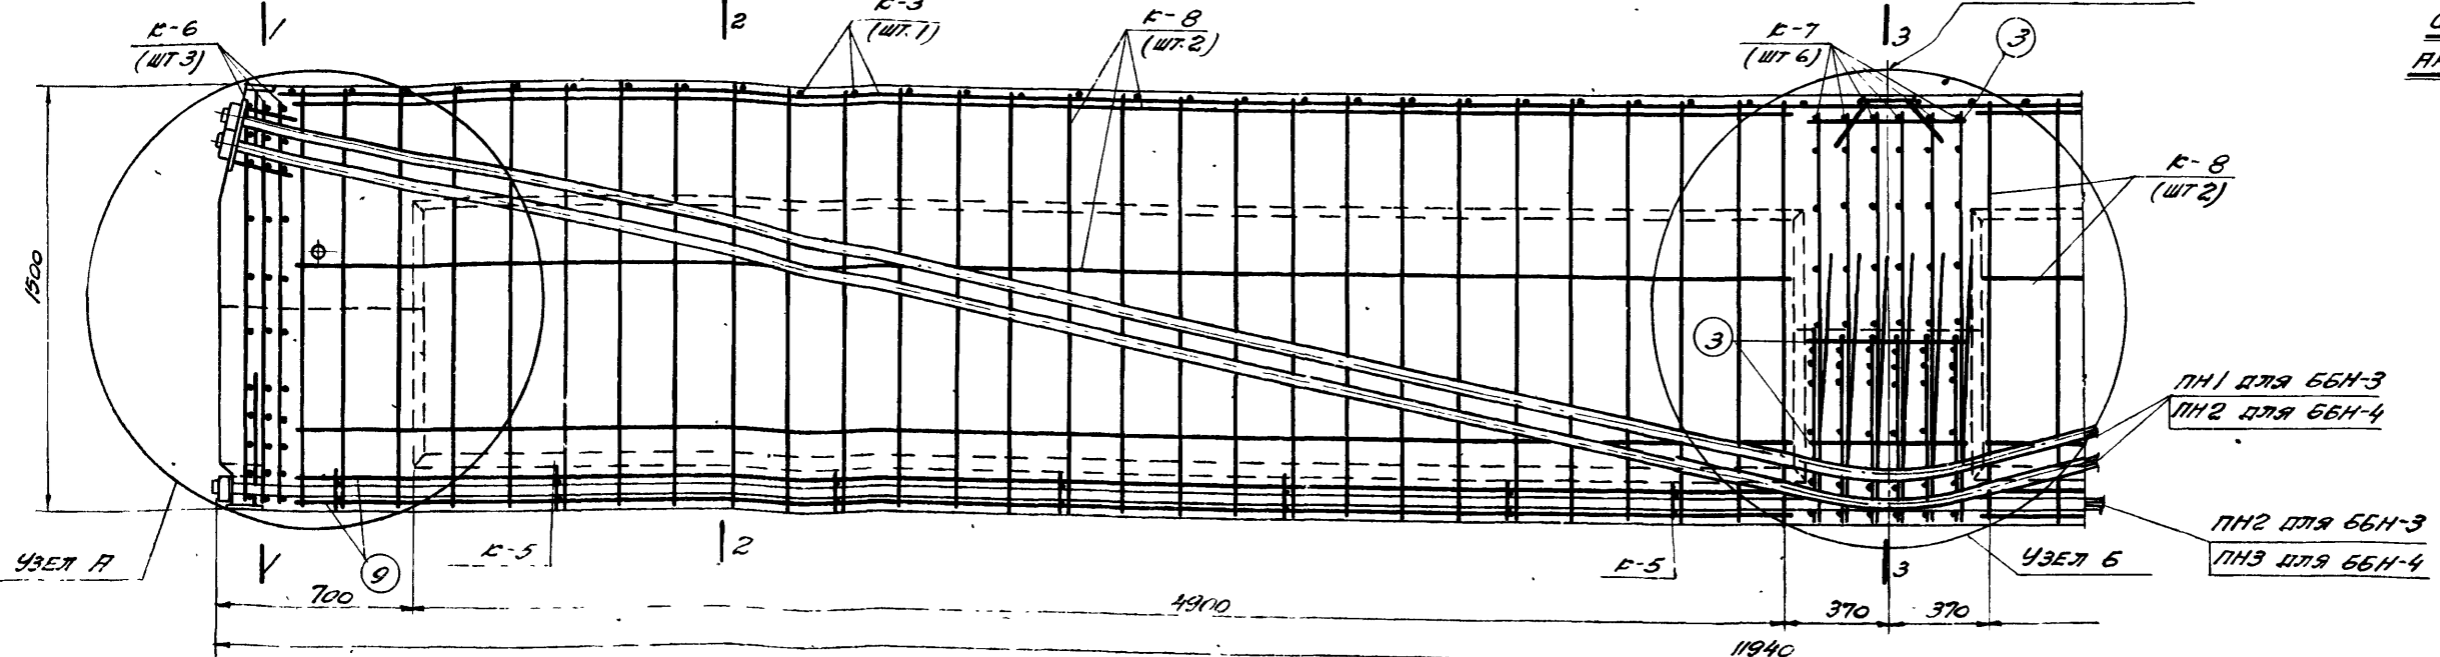 1
2
К-3
(ШТ.1)
К-8
(ШТ.2)
К-6
(ШТ 3)
К-7
(ШТ 6)
3
3
К-8
(ШТ 2)
1500
3
ПН1 ДЛЯ ББН-3
ПН2 ДЛЯ ББН-4
ПН2 ДЛЯ ББН-3
ПН3 ДЛЯ ББН-4
УЗЕЛ А
1
9
К-5
2
К-5
3
УЗЕЛ Б
700
4900
370
370
11940